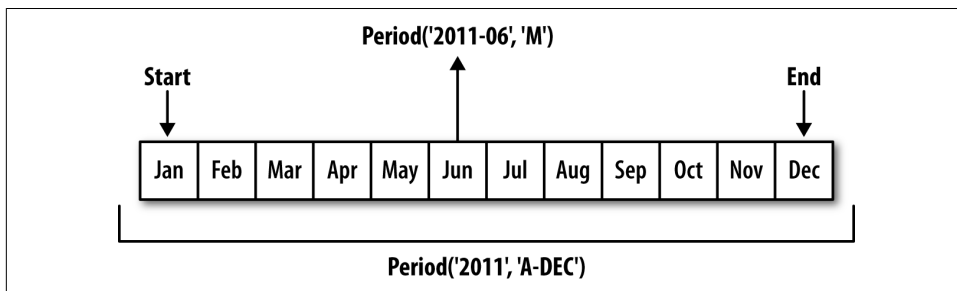 Period('2011-06', 'M')
Start End
Jan Feb Mar Apr May Jun Jul Aug Sep Oct Nov Dec
Period('2011', 'A-DEC')